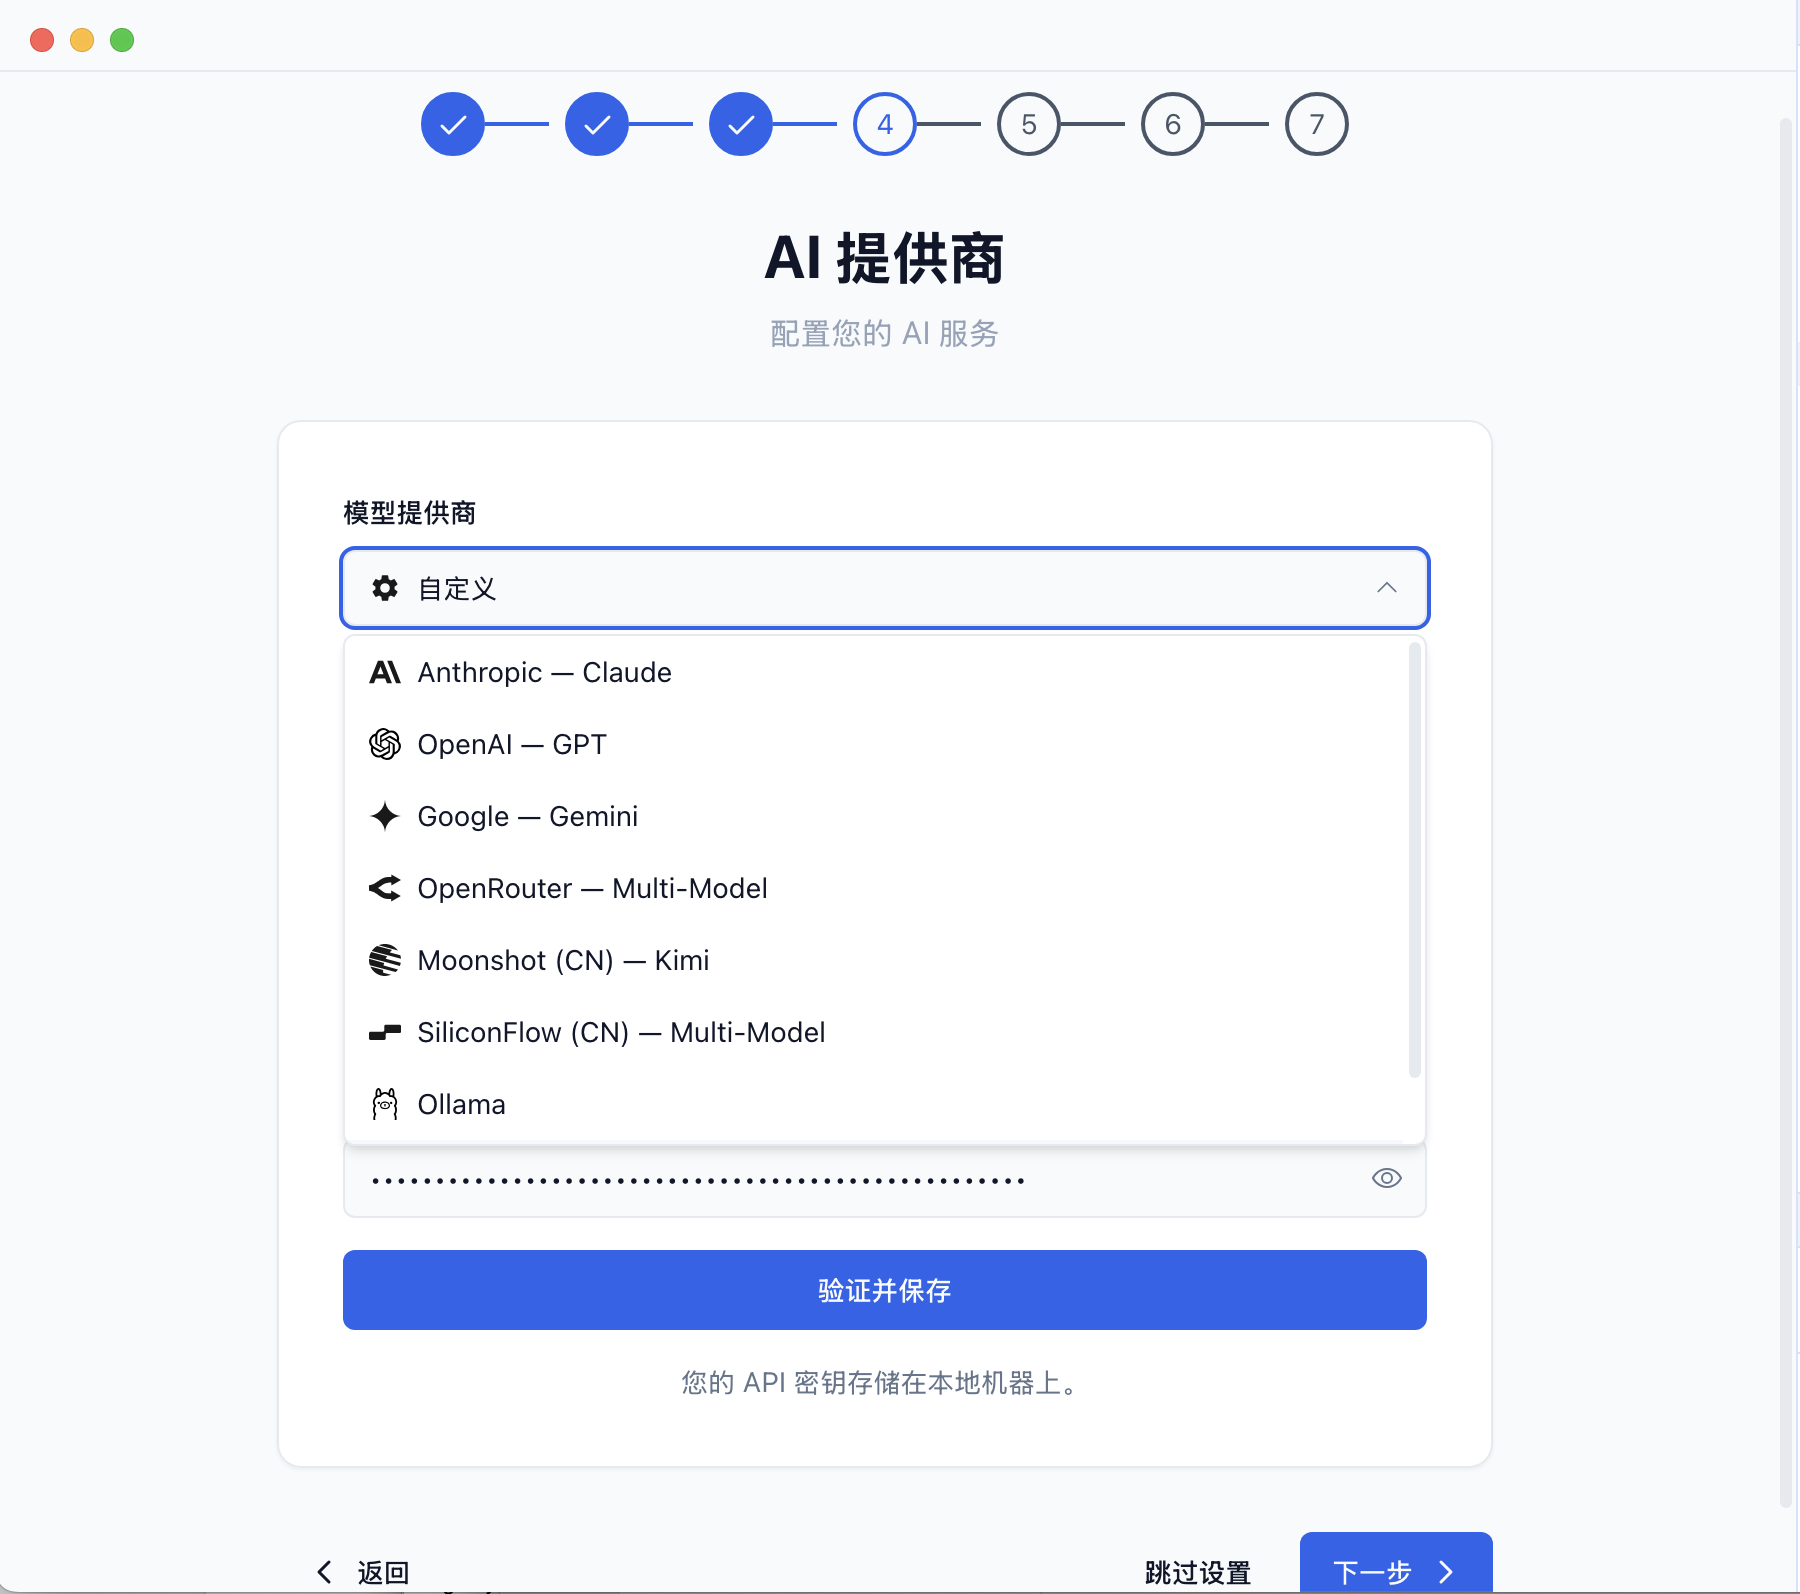 4 5 6 7
AI 提供商
配置您的 AI 服务
模型提供商
自定义
Anthropic — Claude
OpenAI — GPT
Google — Gemini
OpenRouter — Multi-Model
Moonshot (CN) — Kimi
SiliconFlow (CN) — Multi-Model
Ollama
验证并保存
您的 API 密钥存储在本地机器上。
返回 跳过设置 下一步